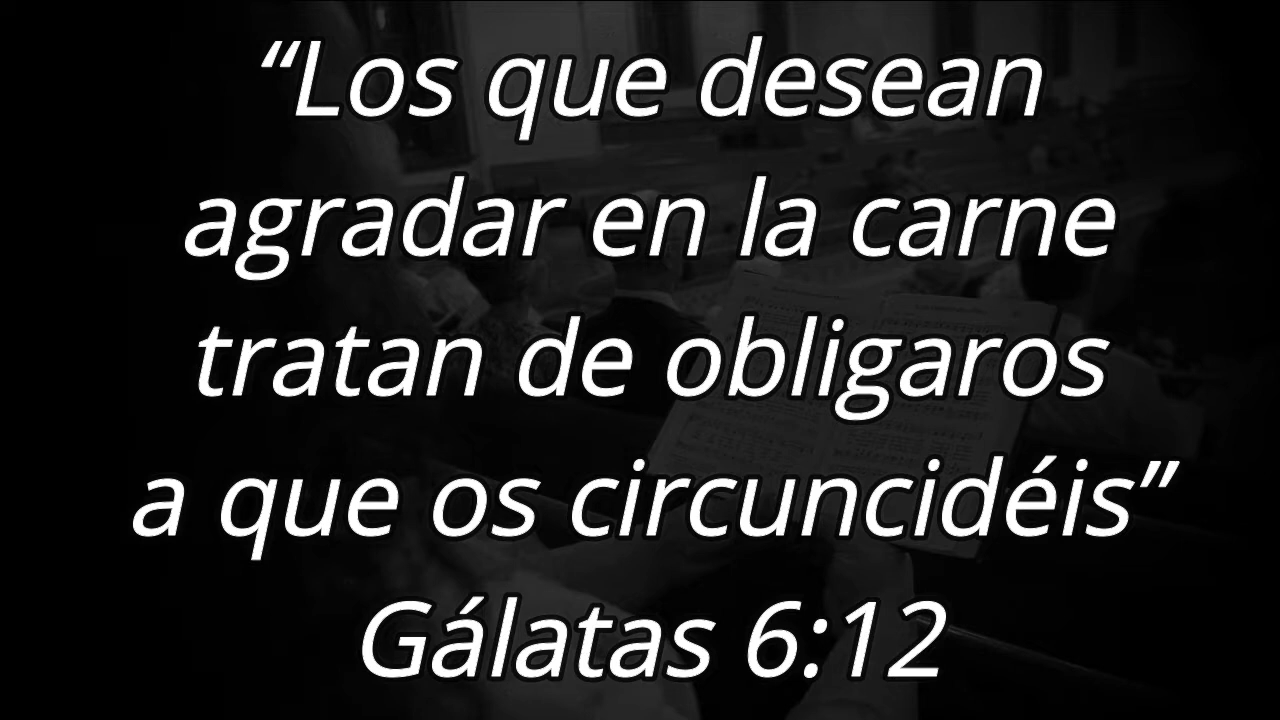 “Los que desean
agradar en la carne
tratan de obligaros
a que os circuncidéis”
Gálatas 6:12